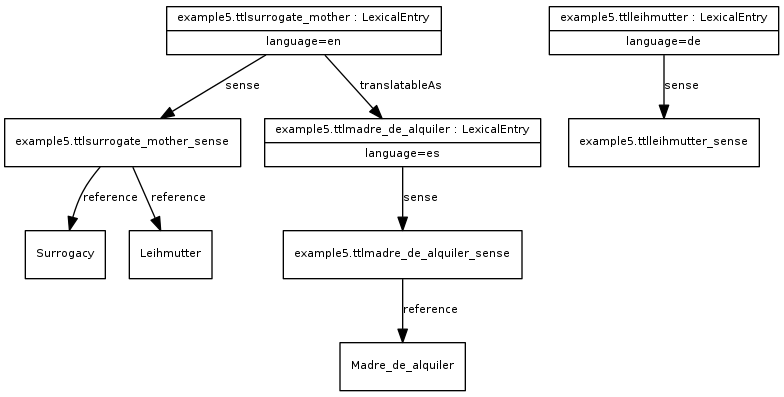 example5.ttlsurrogate_mother : LexicalEntry
language=en
example5.ttlleihmutter : LexicalEntry
language=de
sense
translatableAs
sense
example5.ttlsurrogate_mother_sense
example5.ttlmadre_de_alquiler : LexicalEntry
language=es
example5.ttlleihmutter_sense
reference
reference
sense
Surrogacy
Leihmutter
example5.ttlmadre_de_alquiler_sense
reference
Madre_de_alquiler